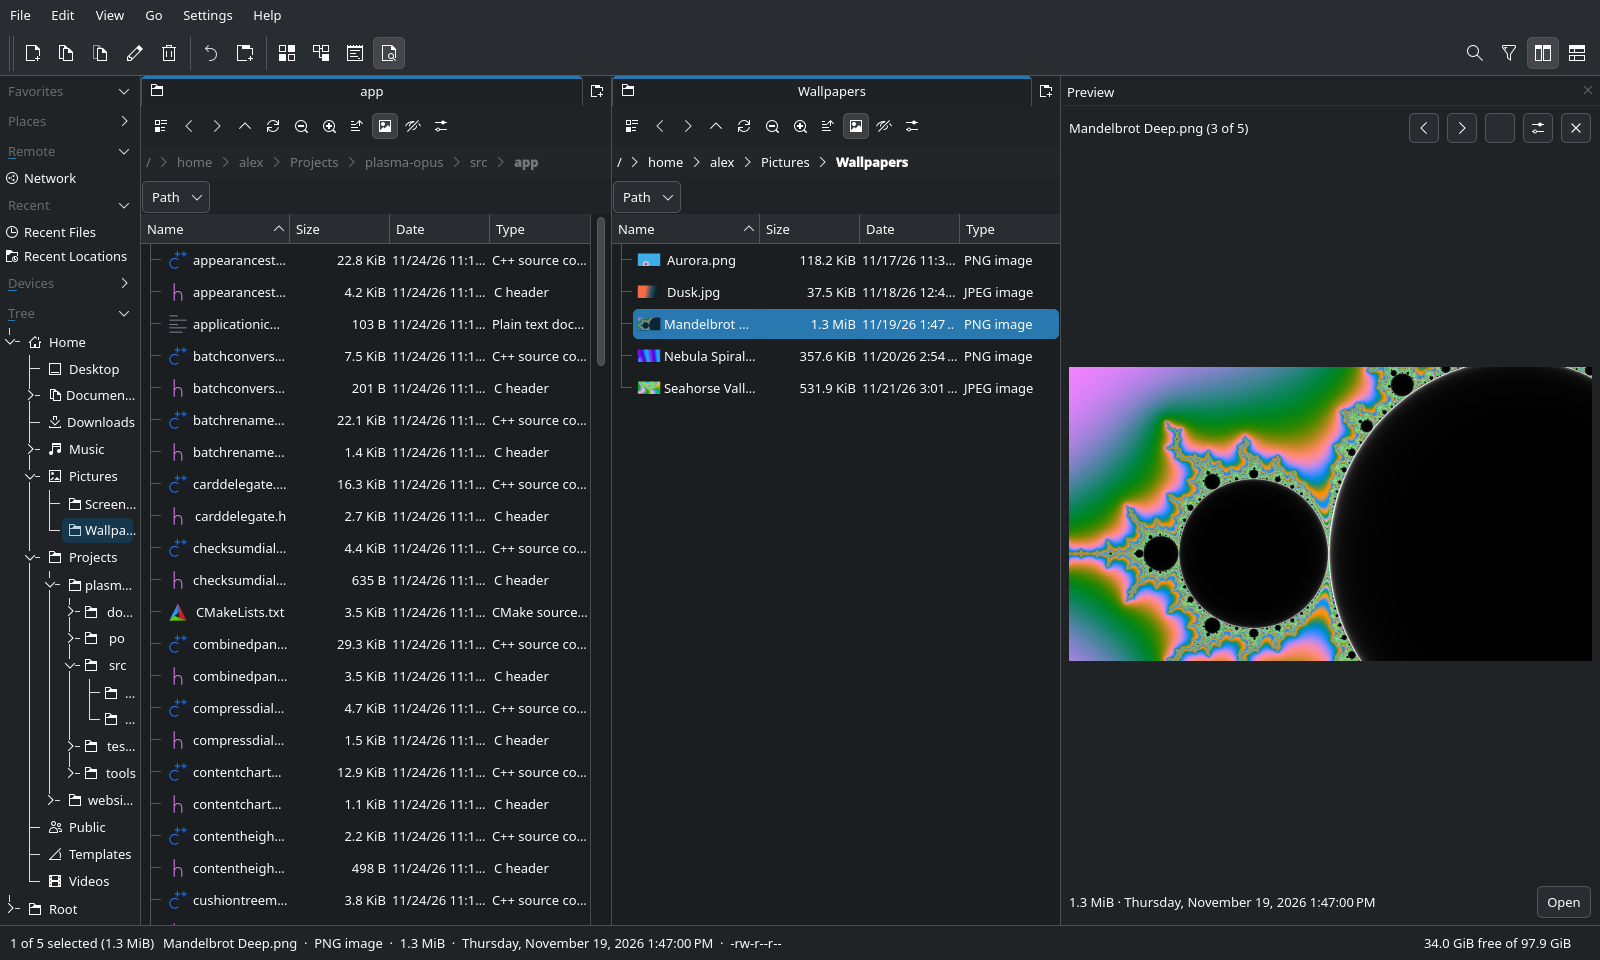 File Edit View Go Settings Help
Favorites
Places
Remote
Network
Recent
Recent Files
Recent Locations
Devices
Tree
Home
Desktop
Documen...
Downloads
Music
Pictures
Screen...
Wallpa...
Projects
plasm...
do...
po
src
...
...
tes...
tools
websi...
Public
Templates
Videos
Root
app
/ home alex Projects plasma-opus src app
Path
Name Size Date Type
appearancest... 22.8 KiB 11/24/26 11:1... C++ source co...
appearancest... 4.2 KiB 11/24/26 11:1... C header
applicationic... 103 B 11/24/26 11:1... Plain text doc...
batchconvers... 7.5 KiB 11/24/26 11:1... C++ source co...
batchconvers... 201 B 11/24/26 11:1... C header
batchrename... 22.1 KiB 11/24/26 11:1... C++ source co...
batchrename... 1.4 KiB 11/24/26 11:1... C header
carddelegate.... 16.3 KiB 11/24/26 11:1... C++ source co...
carddelegate.h 2.7 KiB 11/24/26 11:1... C header
checksumdial... 4.4 KiB 11/24/26 11:1... C++ source co...
checksumdial... 635 B 11/24/26 11:1... C header
CMakeLists.txt 3.5 KiB 11/24/26 11:1... CMake source...
combinedpan... 29.3 KiB 11/24/26 11:1... C++ source co...
combinedpan... 3.5 KiB 11/24/26 11:1... C header
compressdial... 4.7 KiB 11/24/26 11:1... C++ source co...
compressdial... 1.5 KiB 11/24/26 11:1... C header
contentchart... 12.9 KiB 11/24/26 11:1... C++ source co...
contentchart... 1.1 KiB 11/24/26 11:1... C header
contentheigh... 2.2 KiB 11/24/26 11:1... C++ source co...
contentheigh... 498 B 11/24/26 11:1... C header
cushiontreem... 3.8 KiB 11/24/26 11:1... C++ source co...
Wallpapers
/ home alex Pictures Wallpapers
Path
Name Size Date Type
Aurora.png 118.2 KiB 11/17/26 11:3... PNG image
Dusk.jpg 37.5 KiB 11/18/26 12:4... JPEG image
Mandelbrot ... 1.3 MiB 11/19/26 1:47... PNG image
Nebula Spiral... 357.6 KiB 11/20/26 2:54 ... PNG image
Seahorse Vall... 531.9 KiB 11/21/26 3:01 ... JPEG image
Preview
Mandelbrot Deep.png (3 of 5)
1.3 MiB · Thursday, November 19, 2026 1:47:00 PM
Open
1 of 5 selected (1.3 MiB) Mandelbrot Deep.png · PNG image · 1.3 MiB · Thursday, November 19, 2026 1:47:00 PM · -rw-r--r--
34.0 GiB free of 97.9 GiB